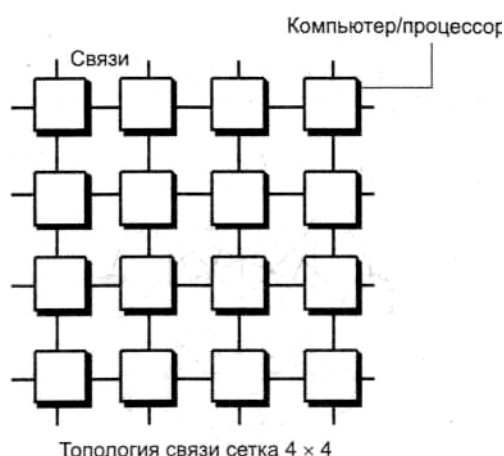 Компьютер/процессор
Связи
Топология связи сетка 4 × 4